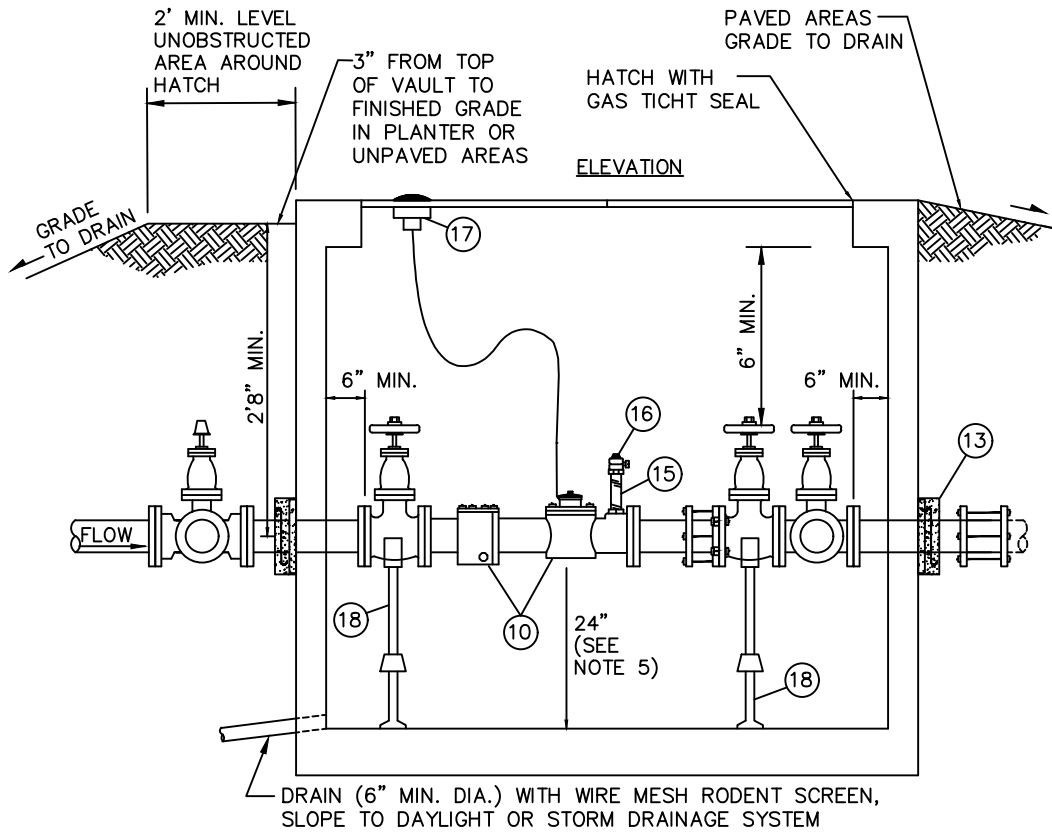 2' MIN. LEVEL
UNOBSTRUCTED
AREA AROUND
HATCH
3" FROM TOP
OF VAULT TO
FINISHED GRADE
IN PLANTER OR
UNPAVED AREAS
PAVED AREAS
GRADE TO DRAIN
HATCH WITH
GAS TICHT SEAL
ELEVATION
GRADE
TO DRAIN
17
2'8" MIN.
6" MIN.
6" MIN.
6" MIN.
16
15
13
FLOW
18
10
24"
(SEE
NOTE 5)
18
DRAIN (6" MIN. DIA.) WITH WIRE MESH RODENT SCREEN,
SLOPE TO DAYLIGHT OR STORM DRAINAGE SYSTEM